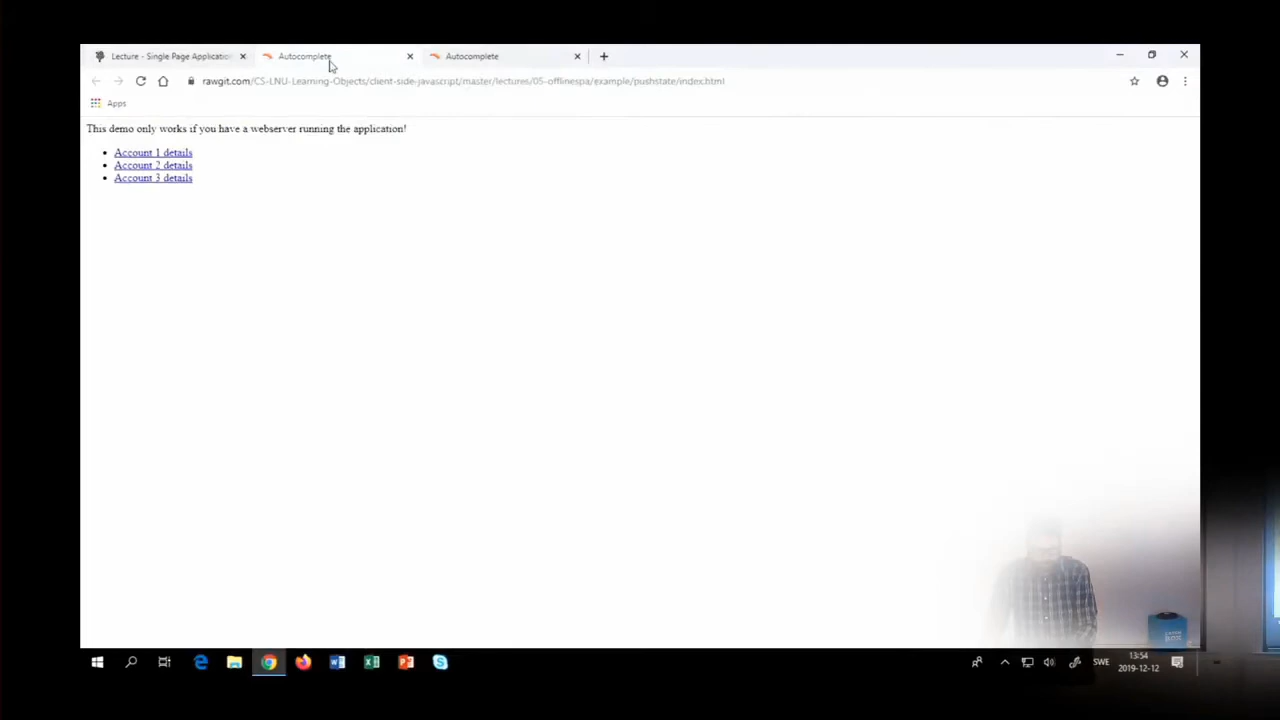 Lecture - Single Page Applicatio
Autocomplete
Autocomplete
rawgit.com/CS-LNU-Learning-Objects/client-side-javascript/master/lectures/05-offlinespa/example/pushstate/index.html
Apps
This demo only works if you have a webserver running the application!
Account 1 details
Account 2 details
Account 3 details
SWE
13:54
2019-12-12